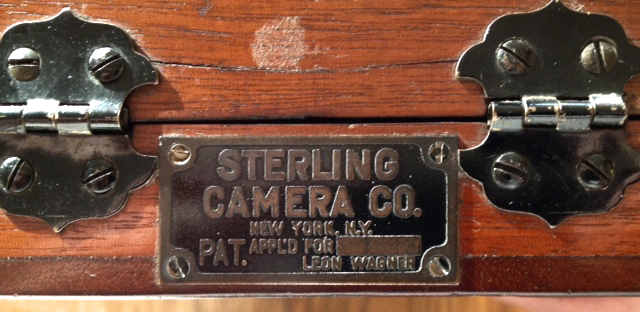 STERLING
CAMERA CO.
NEW YORK, N.Y.
PAT. APPL'D FOR
LEON WAGNER